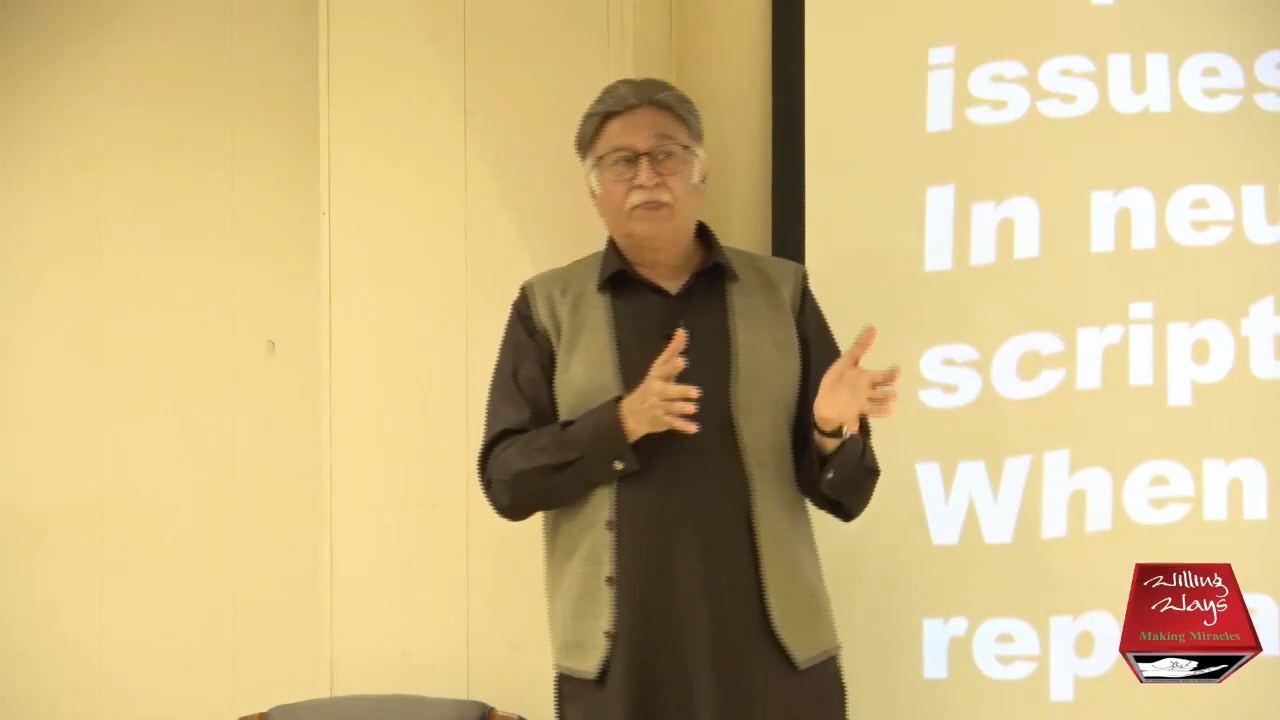 issues
In neu
script
When
rep
Willing
Ways
Making Miracles